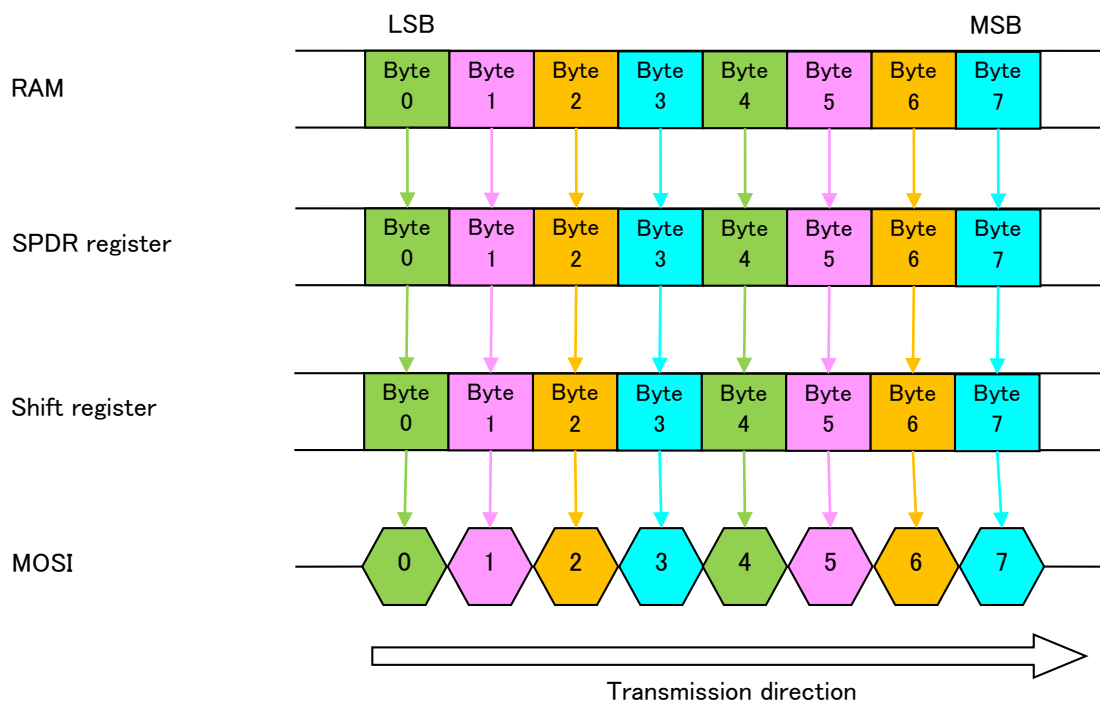 LSB MSB
RAM
Byte Byte Byte Byte Byte Byte Byte Byte
0 1 2 3 4 5 6 7
SPDR register
Byte Byte Byte Byte Byte Byte Byte Byte
0 1 2 3 4 5 6 7
Shift register
Byte Byte Byte Byte Byte Byte Byte Byte
0 1 2 3 4 5 6 7
MOSI 0 1 2 3 4 5 6 7
Transmission direction